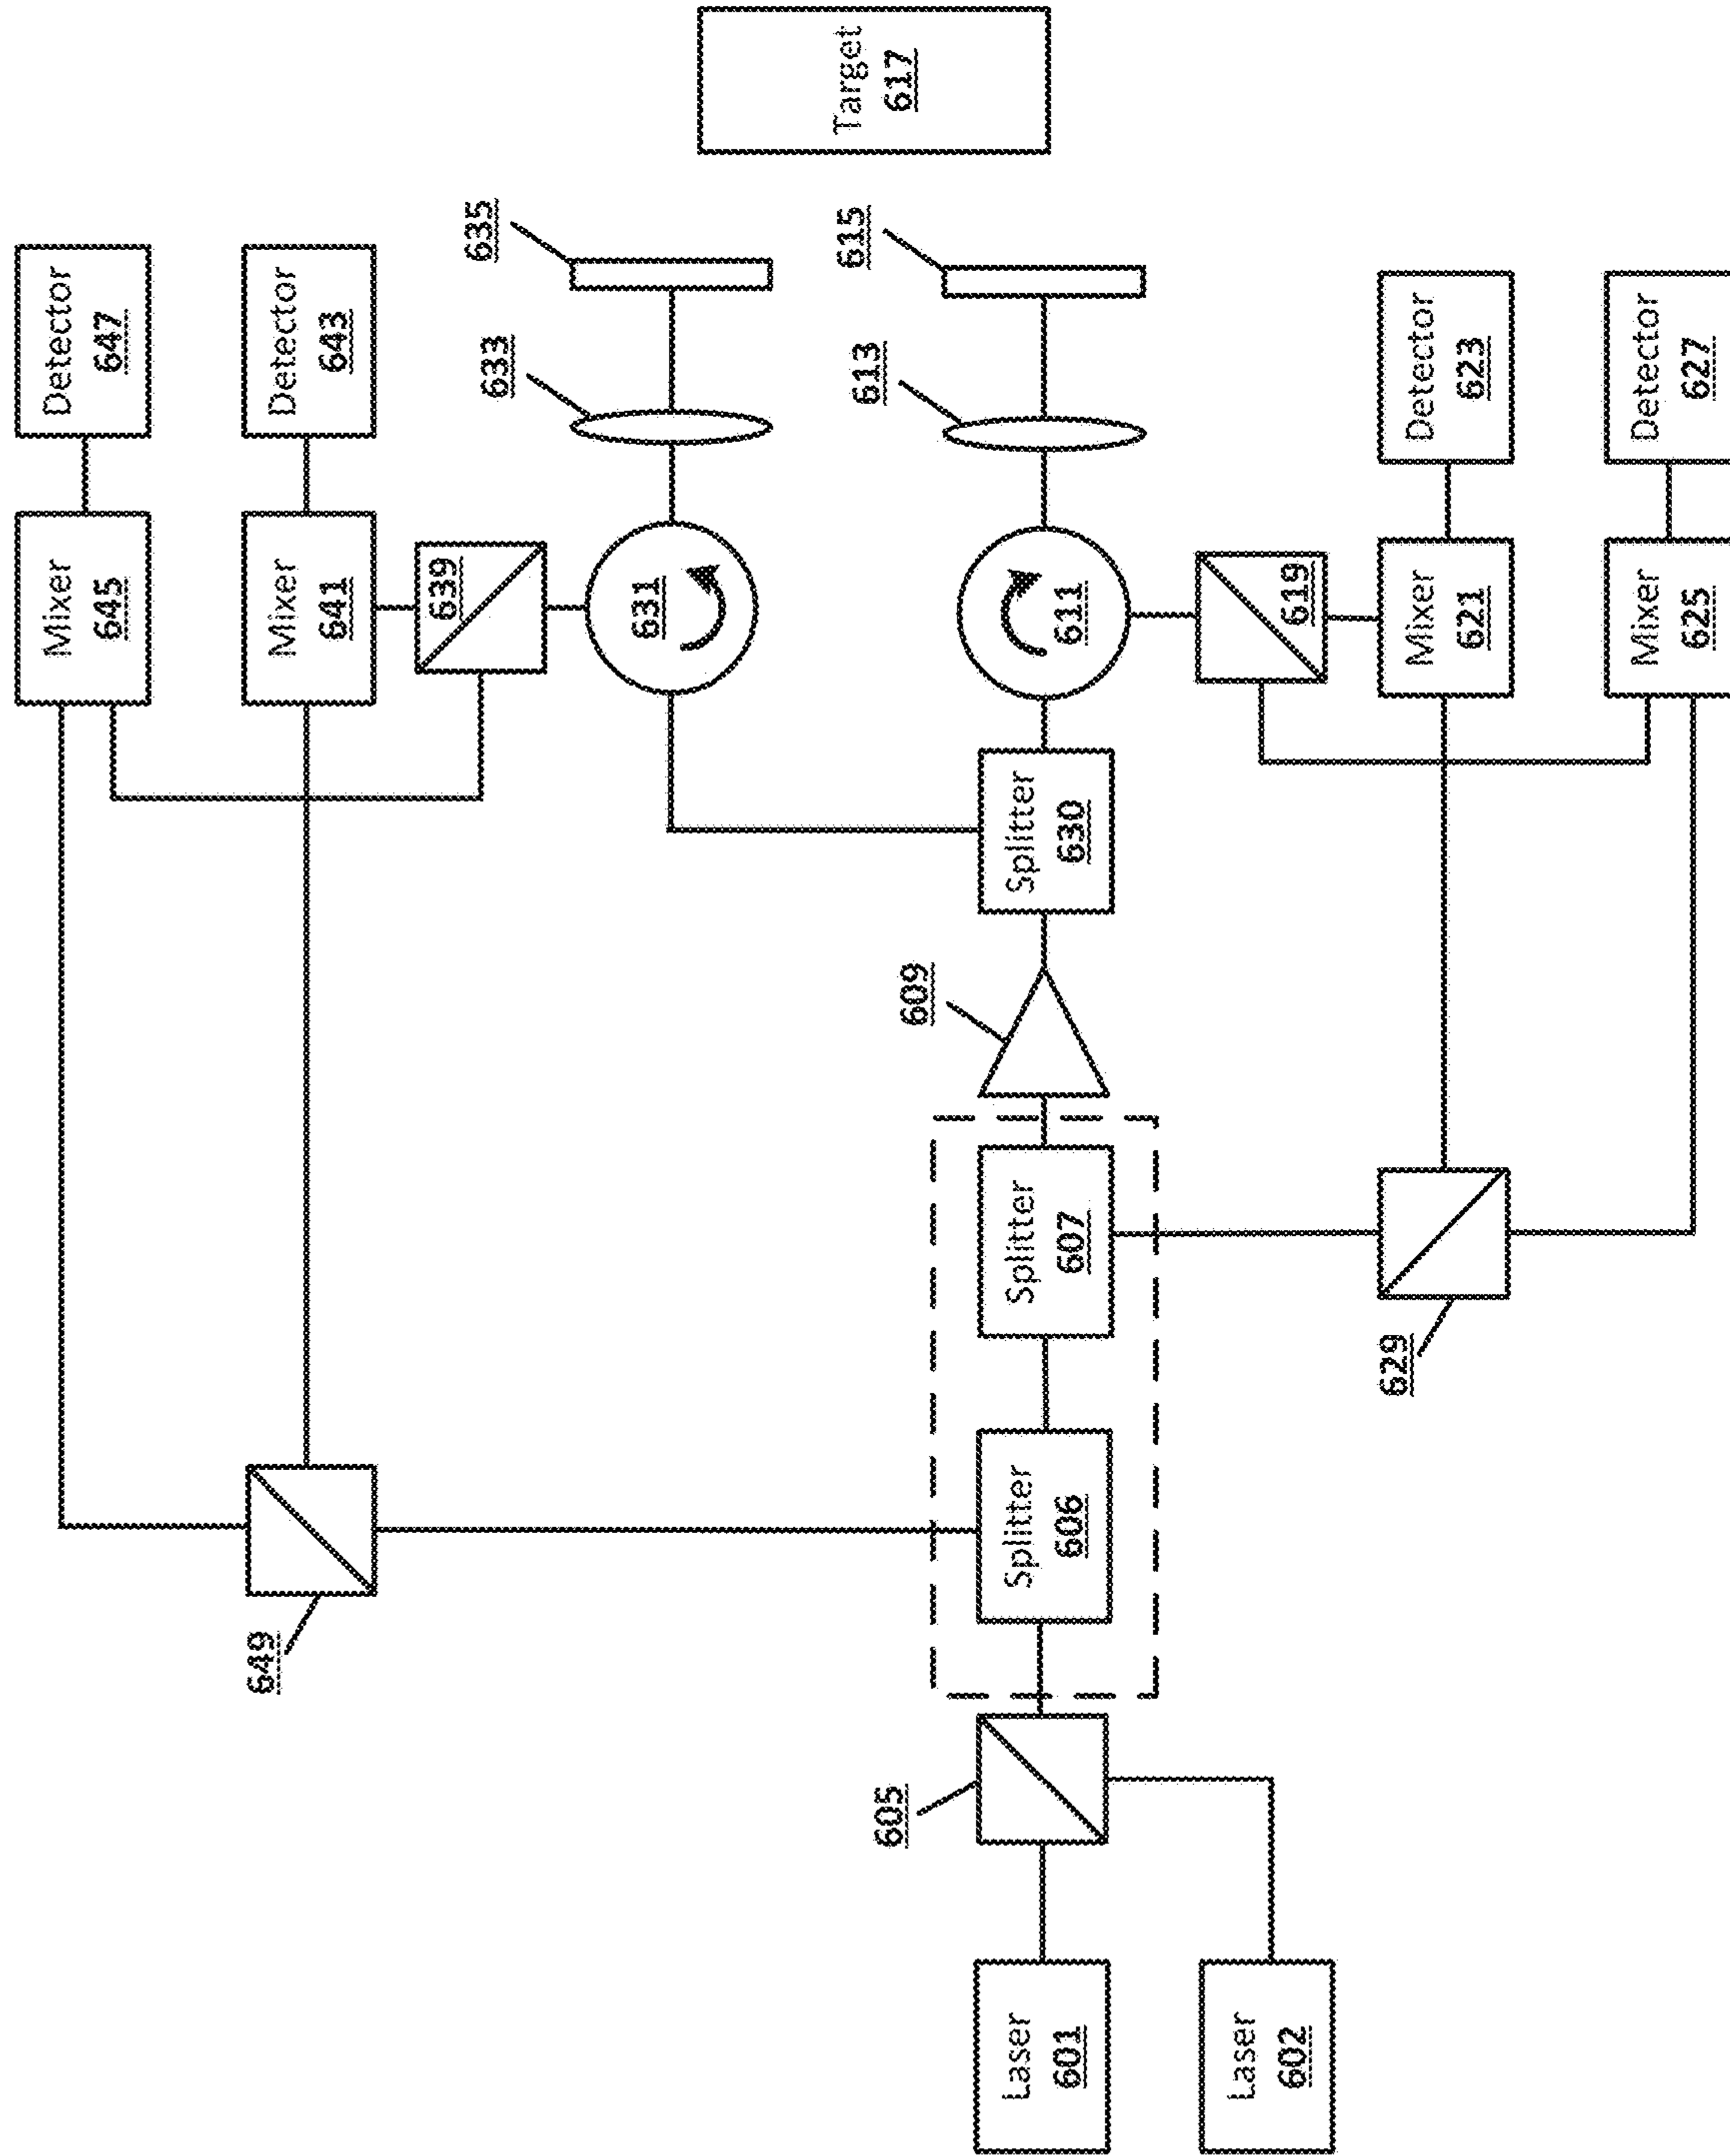 Laser
601
Laser
602
605
649
Splitter
606
Splitter
607
629
609
Splitter
630
631
611
639
619
Mixer
645
Mixer
641
Mixer
621
Mixer
625
633
613
635
615
Detector
647
Detector
643
Detector
623
Detector
627
Target
617